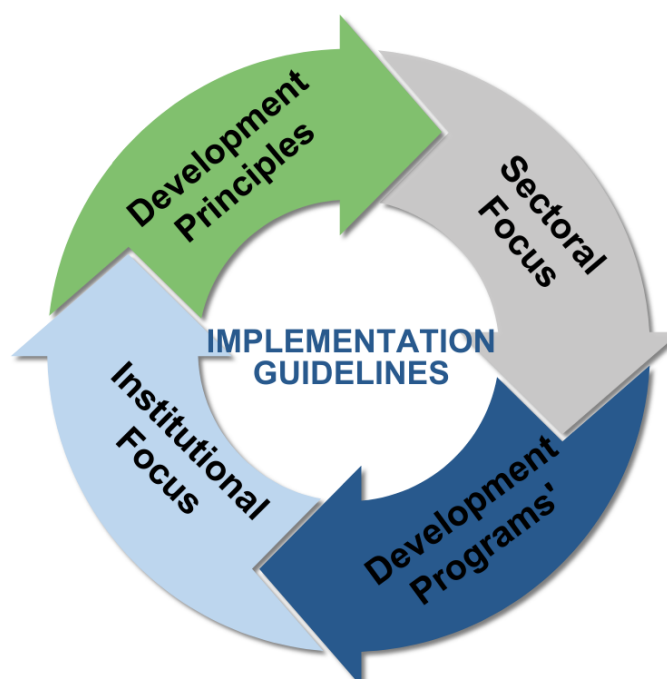 Development
Principles
Sectoral
Focus
IMPLEMENTATION
GUIDELINES
Institutional
Focus
Development
Programs'